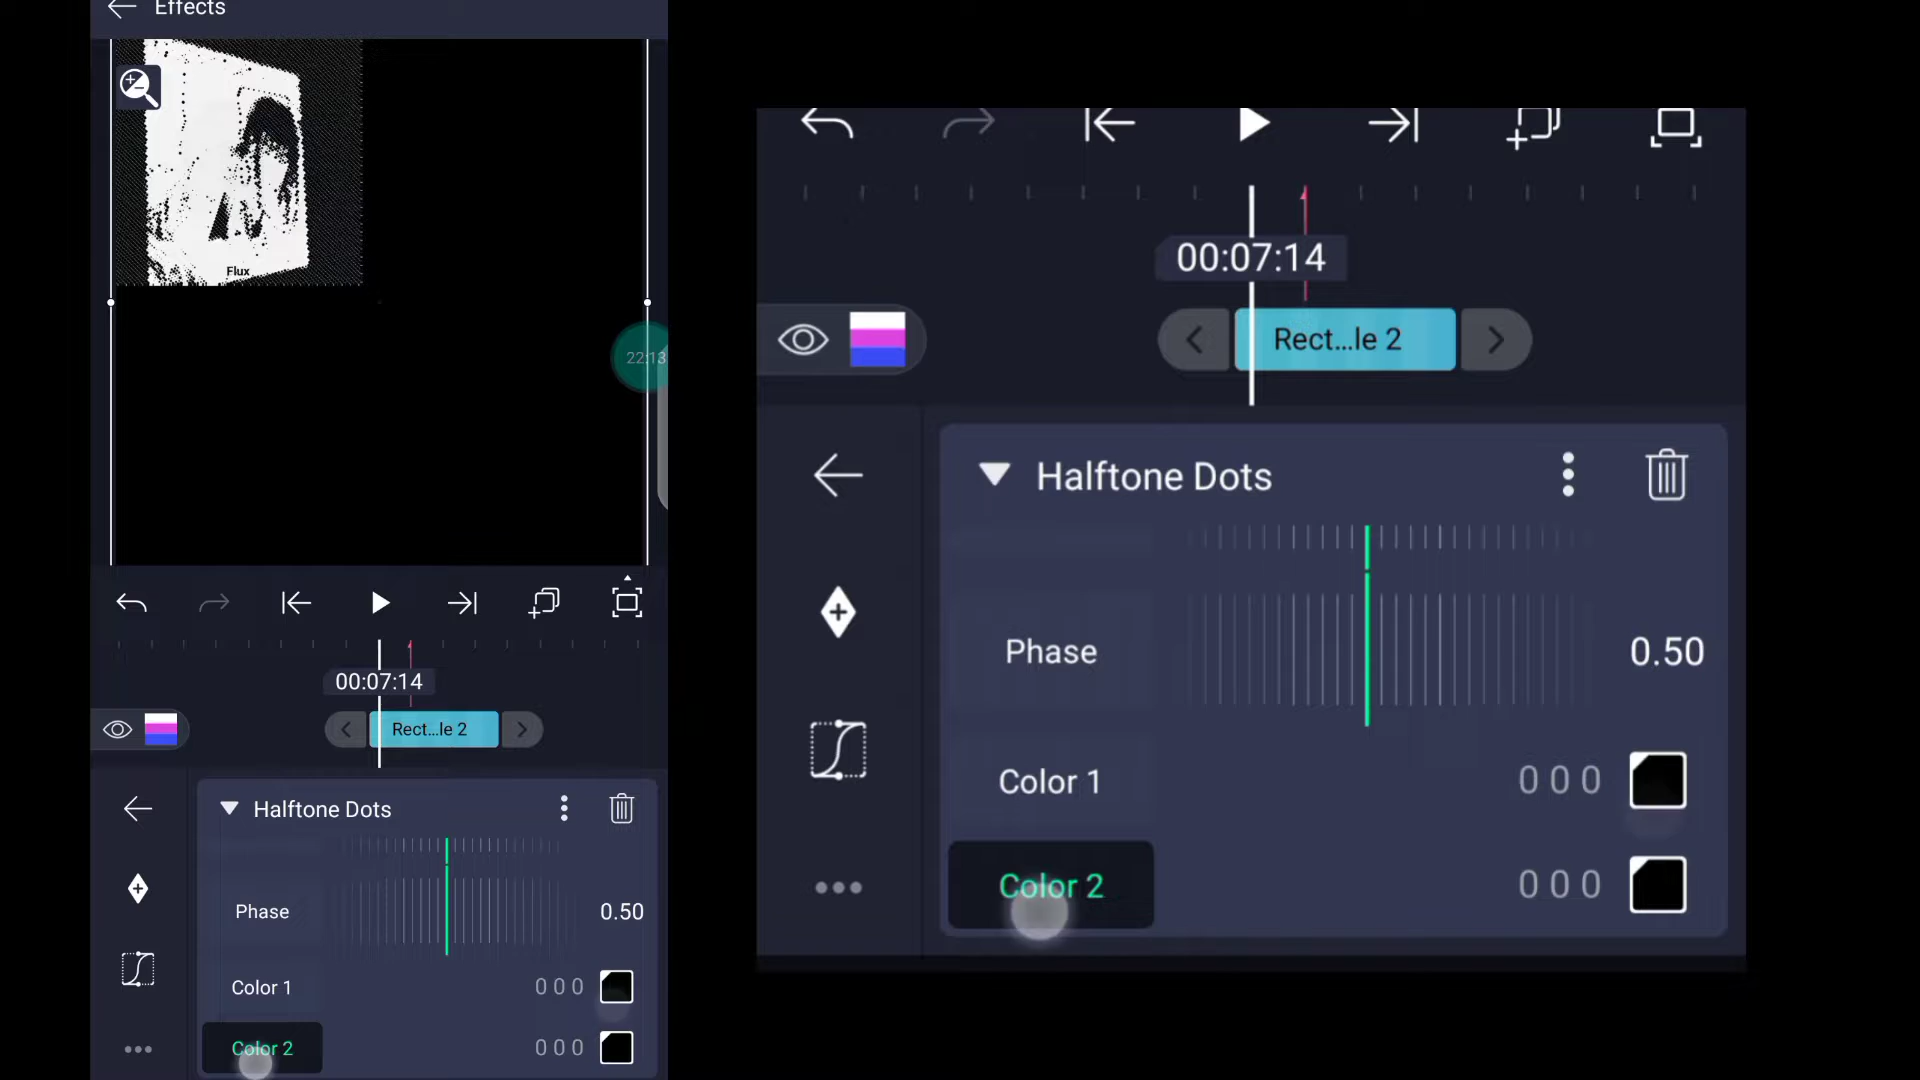 Effects
Flux
22:13
00:07:14
Rect...le 2
Halftone Dots
Phase
0.50
Color 1
0 0 0
Color 2
0 0 0
00:07:14
Rect...le 2
Halftone Dots
Phase
0.50
Color 1
0 0 0
Color 2
0 0 0